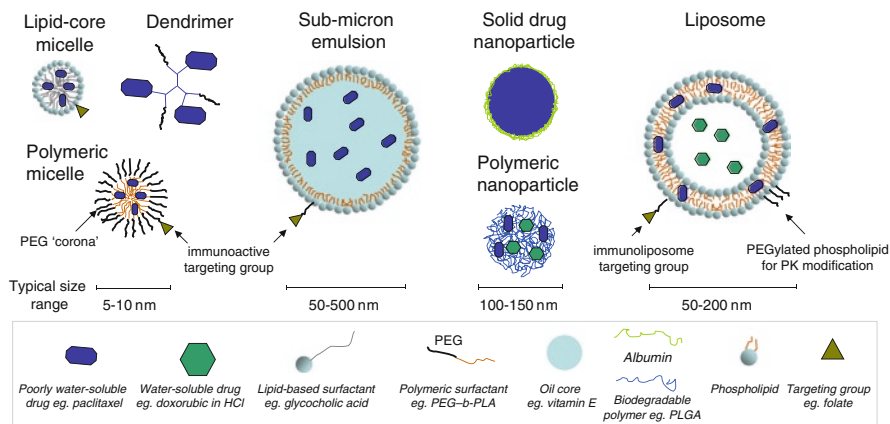 Lipid-core
micelle
Dendrimer
Sub-micron
emulsion
Solid drug
nanoparticle
Liposome
Polymeric
micelle
Polymeric
nanoparticle
PEG ‘corona’
immunoactive
targeting group
immunoliposome
targeting group
PEGylated phospholipid
for PK modification
Typical size
range
5-10 nm
50-500 nm
100-150 nm
50-200 nm
PEG
Albumin
Poorly water-soluble
drug eg. paclitaxel
Water-soluble drug
eg. doxorubic in HCl
Lipid-based surfactant
eg. glycocholic acid
Polymeric surfactant
eg. PEG–b-PLA
Oil core
eg. vitamin E
Biodegradable
polymer eg. PLGA
Phospholipid
Targeting group
eg. folate